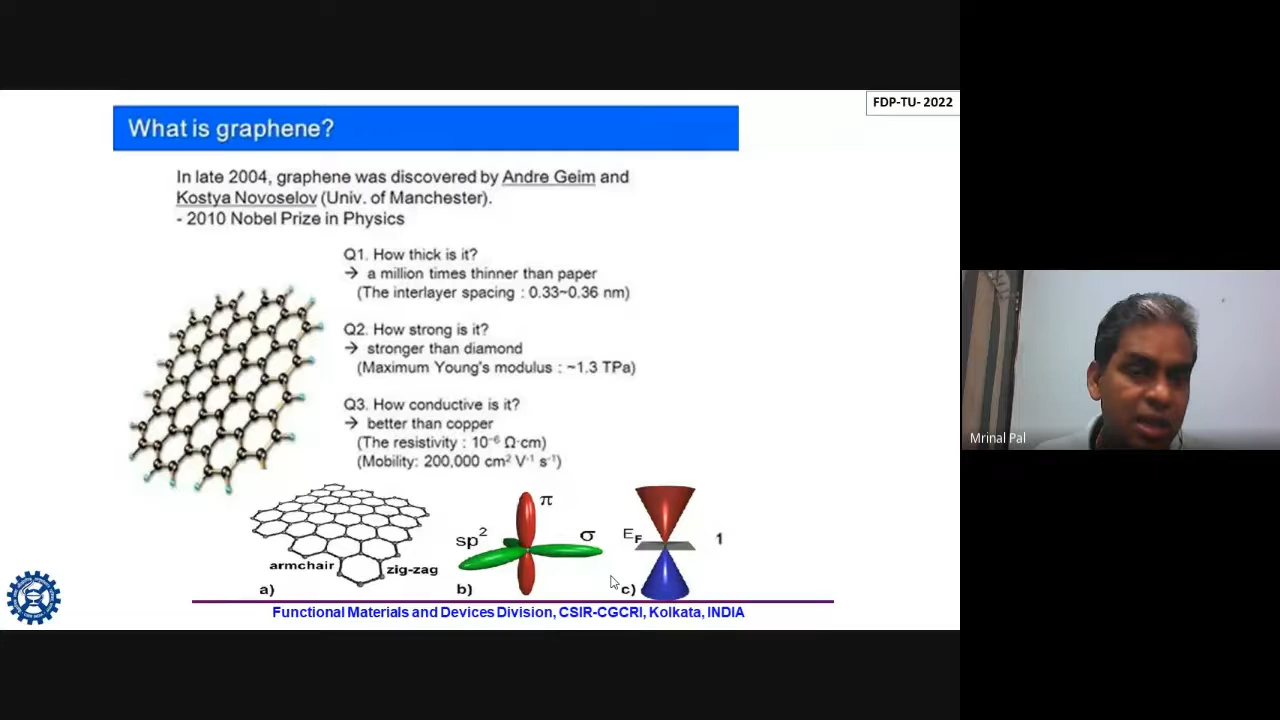 FDP-TU- 2022
What is graphene?
In late 2004, graphene was discovered by Andre Geim and
Kostya Novoselov (Univ. of Manchester).
- 2010 Nobel Prize in Physics
Q1. How thick is it?
→ a million times thinner than paper
(The interlayer spacing : 0.33~0.36 nm)
Q2. How strong is it?
→ stronger than diamond
(Maximum Young's modulus : ~1.3 TPa)
Q3. How conductive is it?
→ better than copper
(The resistivity : 10⁻⁶ Ω·cm)
(Mobility: 200,000 cm² V⁻¹ s⁻¹)
armchair
zig-zag
a)
sp²
π
σ
b)
E_F
1
c)
Functional Materials and Devices Division, CSIR-CGCRI, Kolkata, INDIA
Mrinal Pal